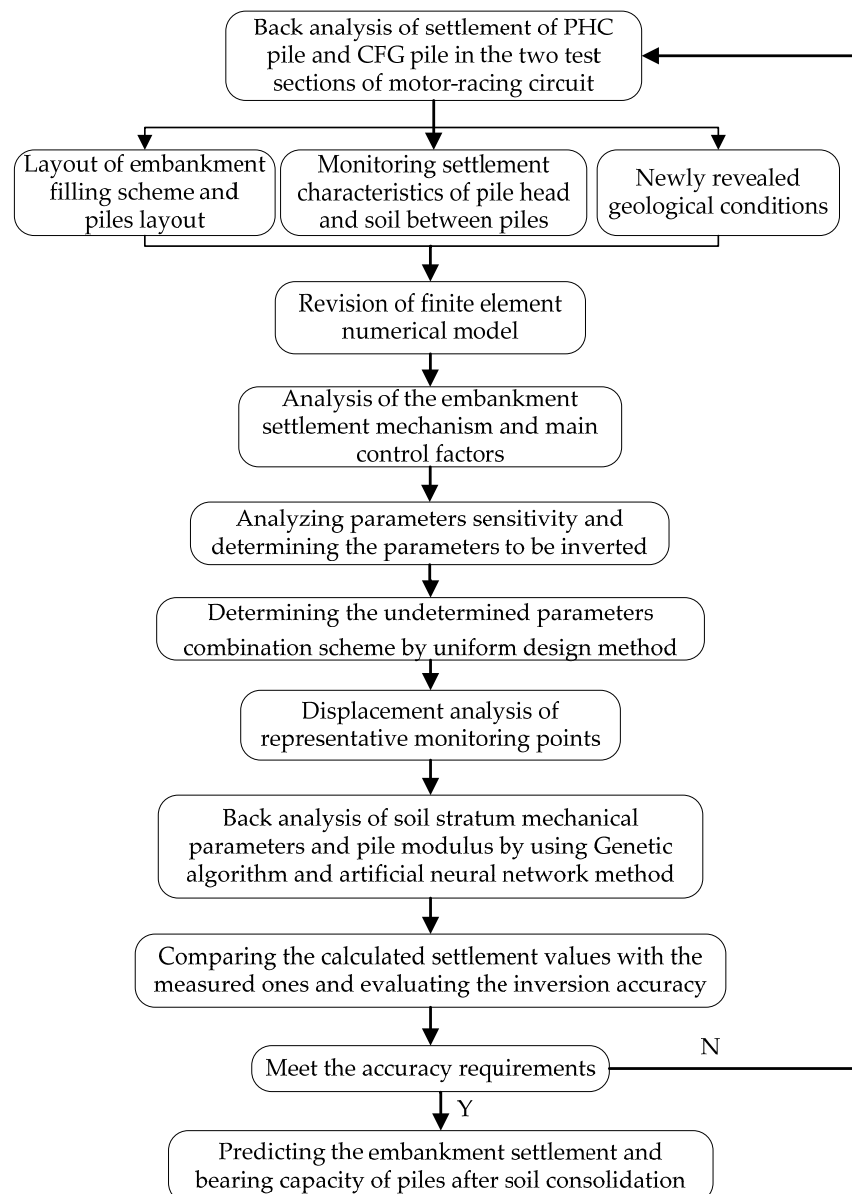 Back analysis of settlement of PHC
pile and CFG pile in the two test
sections of motor-racing circuit
Layout of embankment
filling scheme and
piles layout
Monitoring settlement
characteristics of pile head
and soil between piles
Newly revealed
geological conditions
Revision of finite element
numerical model
Analysis of the embankment
settlement mechanism and main
control factors
Analyzing parameters sensitivity and
determining the parameters to be inverted
Determining the undetermined parameters
combination scheme by uniform design method
Displacement analysis of
representative monitoring points
Back analysis of soil stratum mechanical
parameters and pile modulus by using Genetic
algorithm and artificial neural network method
Comparing the calculated settlement values with the
measured ones and evaluating the inversion accuracy
Meet the accuracy requirements
N
Y
Predicting the embankment settlement and
bearing capacity of piles after soil consolidation